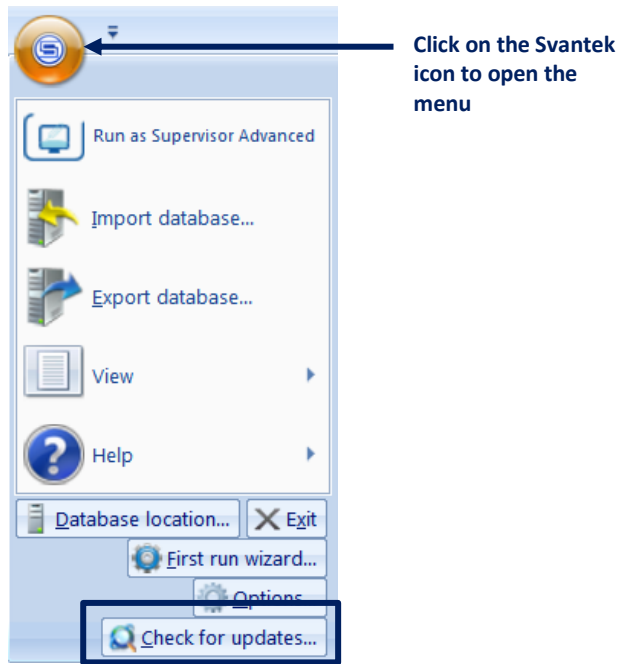 Click on the Svantek
icon to open the
menu
Run as Supervisor Advanced
Import database...
Export database...
View
Help
Database location... Exit
First run wizard...
Options...
Check for updates...